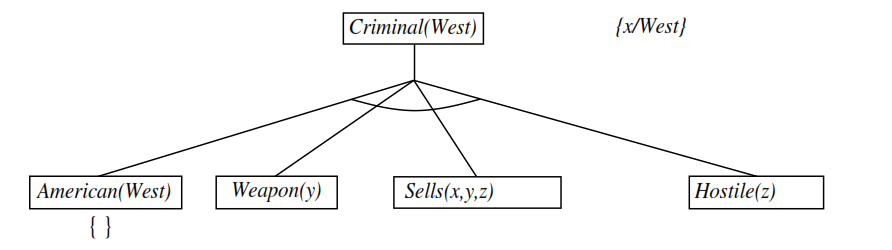 Criminal(West) {x/West}
American(West) Weapon(y) Sells(x,y,z) Hostile(z)
{ }